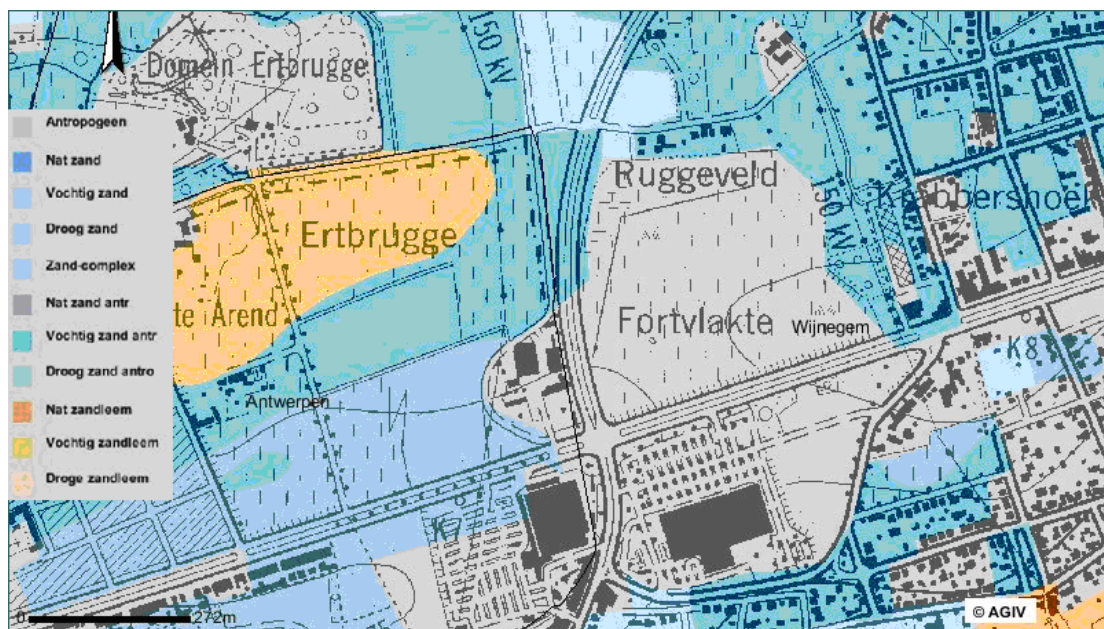 150 KV
Domein Ertbrugge
Antropogeen
Nat zand
Vochtig zand
Droog zand
Zand-complex
Nat zand antr
Vochtig zand antr
Droog zand antro
Nat zandleem
Vochtig zandleem
Droge zandleem
Ruggeveld
Ertbrugge
150 KV
Krabbershoek
te Arend
Fortvlakte
Wijnegem
K8
Antwerpen
K7
0
272m
© AGIV